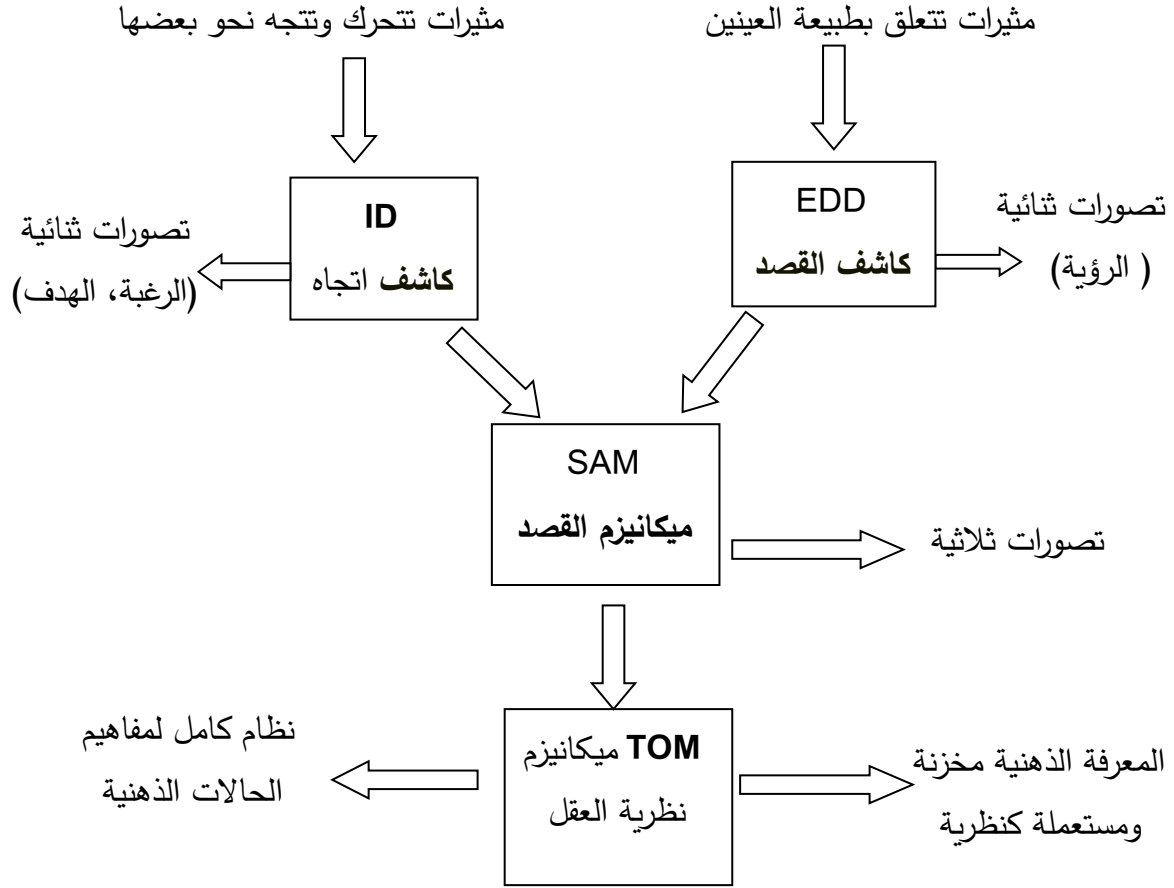 مثيرات تتعلق بطبيعة العينين
مثيرات تتحرك وتتجه نحو بعضها
EDD
كاشف القصد
تصورات ثنائية
( الرؤية)
ID
كاشف اتجاه
تصورات ثنائية
(الرغبة، الهدف)
SAM
ميكانيزم القصد
تصورات ثلاثية
TOM ميكانيزم
نظرية العقل
المعرفة الذهنية مخزنة
ومستعملة كنظرية
نظام كامل لمفاهيم
الحالات الذهنية